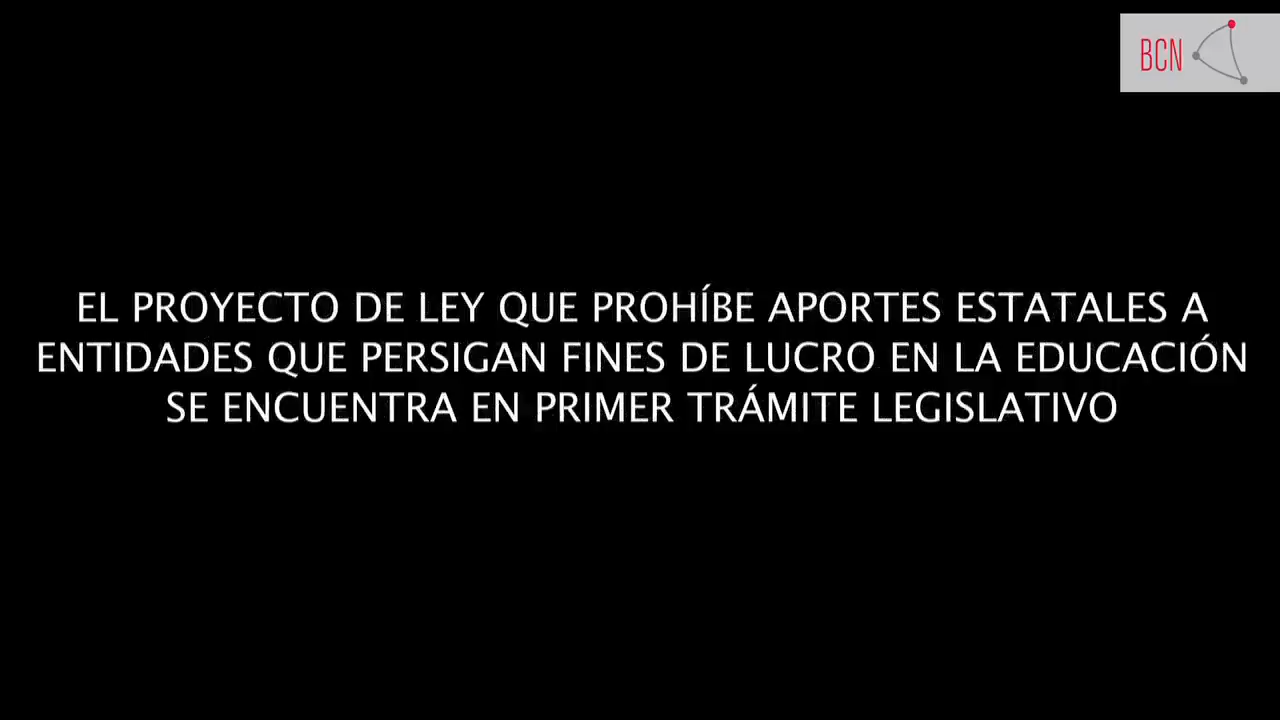 BCN
EL PROYECTO DE LEY QUE PROHÍBE APORTES ESTATALES A
ENTIDADES QUE PERSIGAN FINES DE LUCRO EN LA EDUCACIÓN
SE ENCUENTRA EN PRIMER TRÁMITE LEGISLATIVO